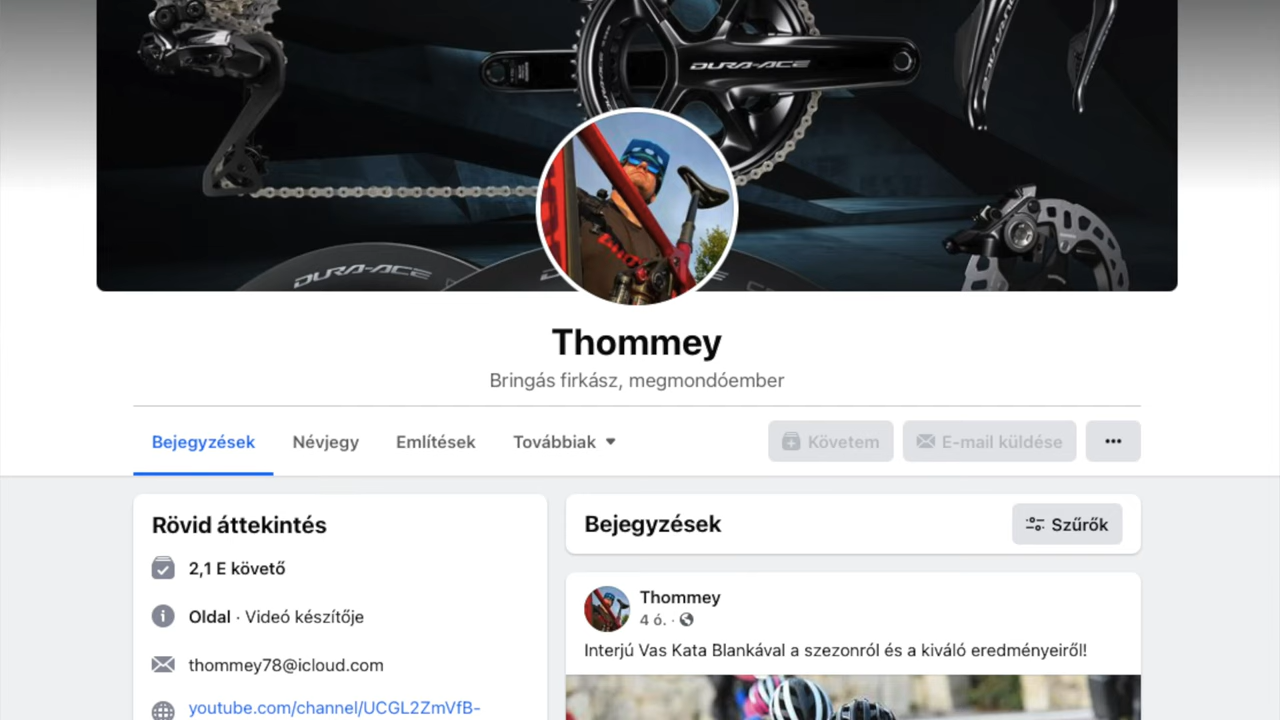 DURA-ACE
SHIMANO
DURA-ACE
Thommey
Bringás firkász, megmondóember
Bejegyzések
Névjegy
Említések
Továbbiak
Követem
E-mail küldése
Rövid áttekintés
2,1 E követő
Oldal · Videó készítője
thommey78@icloud.com
youtube.com/channel/UCGL2ZmVfB-
Bejegyzések
Szűrők
Thommey
4 ó. ·
Interjú Vas Kata Blankával a szezonról és a kiváló eredményeiről!